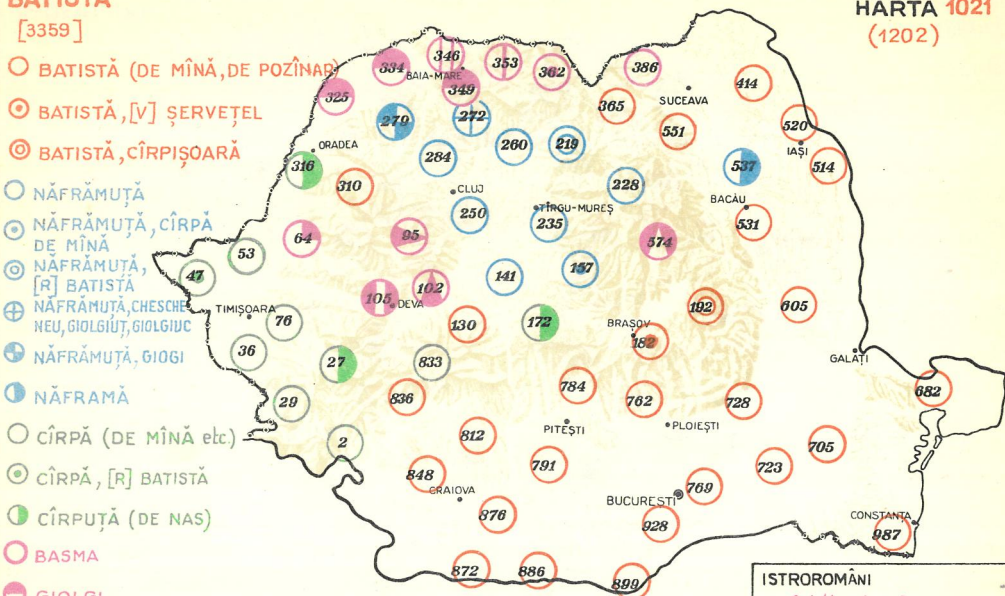 BATISTĂ
[3359]
HARTA 1021
(1202)
BATISTĂ (DE MÎNĂ, DE POZÎNAR)
BATISTĂ, [V] ȘERVEȚEL
BATISTĂ, CÎRPIȘOARĂ
NĂFRĂMUȚĂ
NĂFRĂMUȚĂ, CÎRPĂ
DE MÎNĂ
NĂFRĂMUȚĂ,
[R] BATISTĂ
NĂFRĂMUȚĂ, CHESCHE
NEU, GIOLGIUȚ, GIOLGIUC
NĂFRĂMUȚĂ, GIOGI
NĂFRAMĂ
CÎRPĂ (DE MÎNĂ etc.)
CÎRPĂ, [R] BATISTĂ
CÎRPUȚĂ (DE NAS)
BASMA
GIOLGI
334
346
353
362
386
BAIA-MARE
325
349
365
SUCEAVA
414
279
272
551
520
IAȘI
ORADEA
284
260
219
514
316
310
CLUJ
228
537
BACĂU
250
TÎRGU-MUREȘ
235
531
64
95
574
53
47
141
157
105
102
DEVA
TIMIȘOARA
76
130
172
BRAȘOV
192
605
182
36
27
833
GALAȚI
29
836
784
762
728
682
2
812
PITEȘTI
PLOIEȘTI
705
848
791
723
CRAIOVA
769
BUCUREȘTI
876
928
CONSTANȚA
987
872
886
899
ISTROROMÂNI